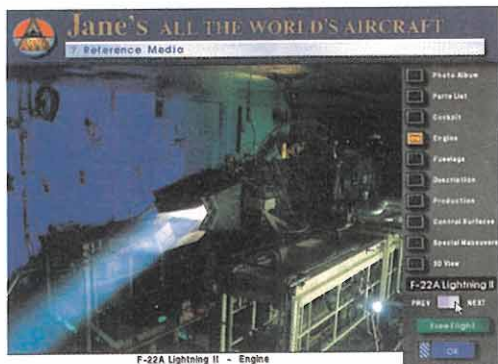 Jane's ALL THE WORLD'S AIRCRAFT
Reference Media
Photo Album
Parts List
Cockpit
Engine
Fuselage
Description
Production
Control Surfaces
Special Maneuvers
3D View
F-22A Lightning II
PREV NEXT
Free Flight
OK
F-22A Lightning II - Engine